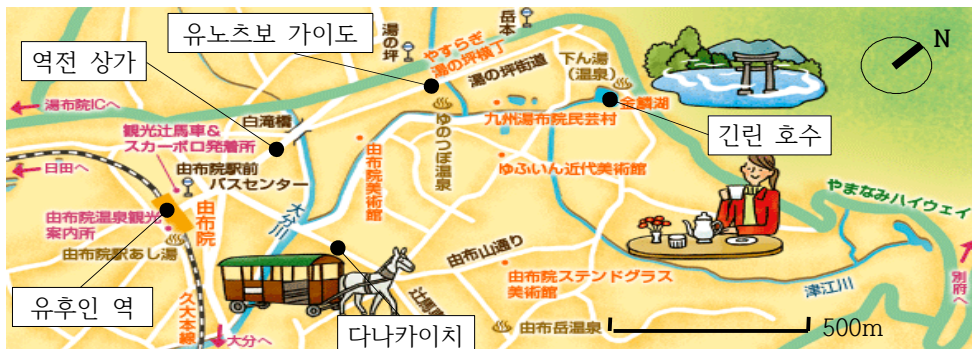 유노츠보 가이도
역전 상가
湯の坪
やすらぎ
湯の坪横丁
岳本
湯の坪街道
下ん湯
(温泉)
金鱗湖
N
湯布院ICへ
白滝橋
観光辻馬車&
スカーボロ発着所
日田へ
由布院駅前
バスセンター
由布院美術館
ゆのつぼ温泉
九州湯布院民芸村
긴린 호수
ゆふいん近代美術館
やまなみハイウェイ
由布院温泉観光
案内所
由布院
大分川
由布院駅あし湯
유후인 역
久大本線
大分へ
다나카이치
由布山通り
由布院ステンドグラス
美術館
由布岳温泉
津江川
別府へ
500m